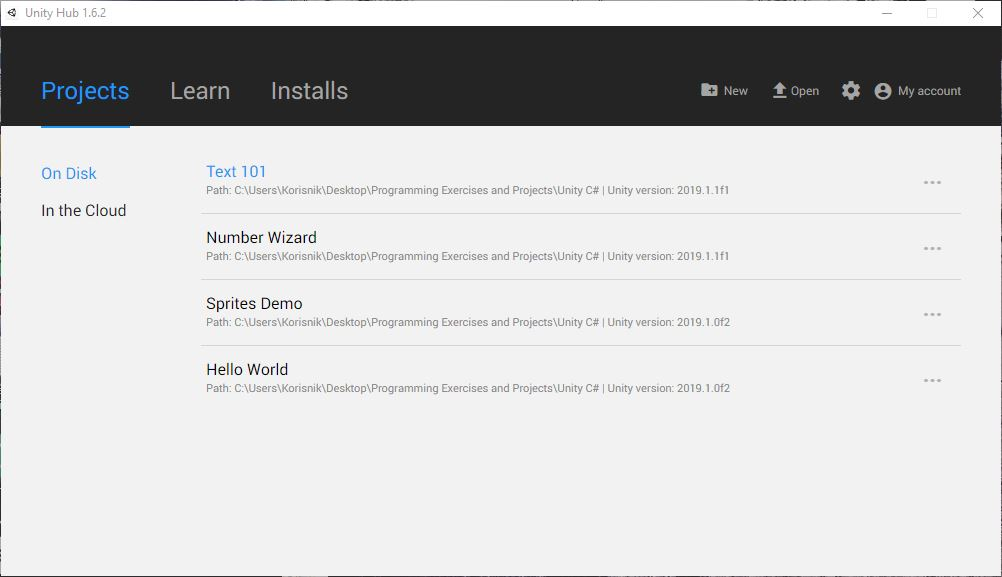 Unity Hub 1.6.2
Projects Learn Installs New Open My account
On Disk
In the Cloud
Text 101
Path: C:\Users\Korisnik\Desktop\Programming Exercises and Projects\Unity C# | Unity version: 2019.1.1f1
Number Wizard
Path: C:\Users\Korisnik\Desktop\Programming Exercises and Projects\Unity C# | Unity version: 2019.1.1f1
Sprites Demo
Path: C:\Users\Korisnik\Desktop\Programming Exercises and Projects\Unity C# | Unity version: 2019.1.0f2
Hello World
Path: C:\Users\Korisnik\Desktop\Programming Exercises and Projects\Unity C# | Unity version: 2019.1.0f2